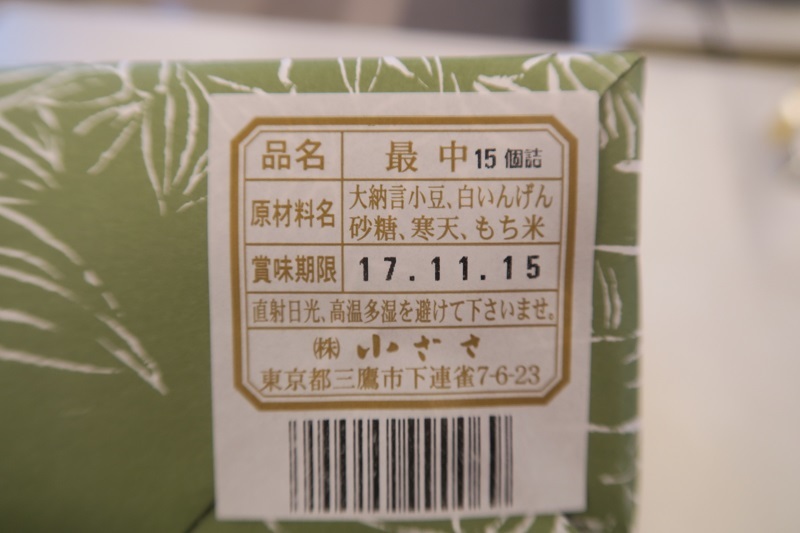 品名 最中 15個詰
原材料名 大納言小豆、白いんげん
砂糖、寒天、もち米
賞味期限 17.11.15
直射日光、高温多湿を避けて下さいませ。
㈱ 小ざさ
東京都三鷹市下連雀7-6-23